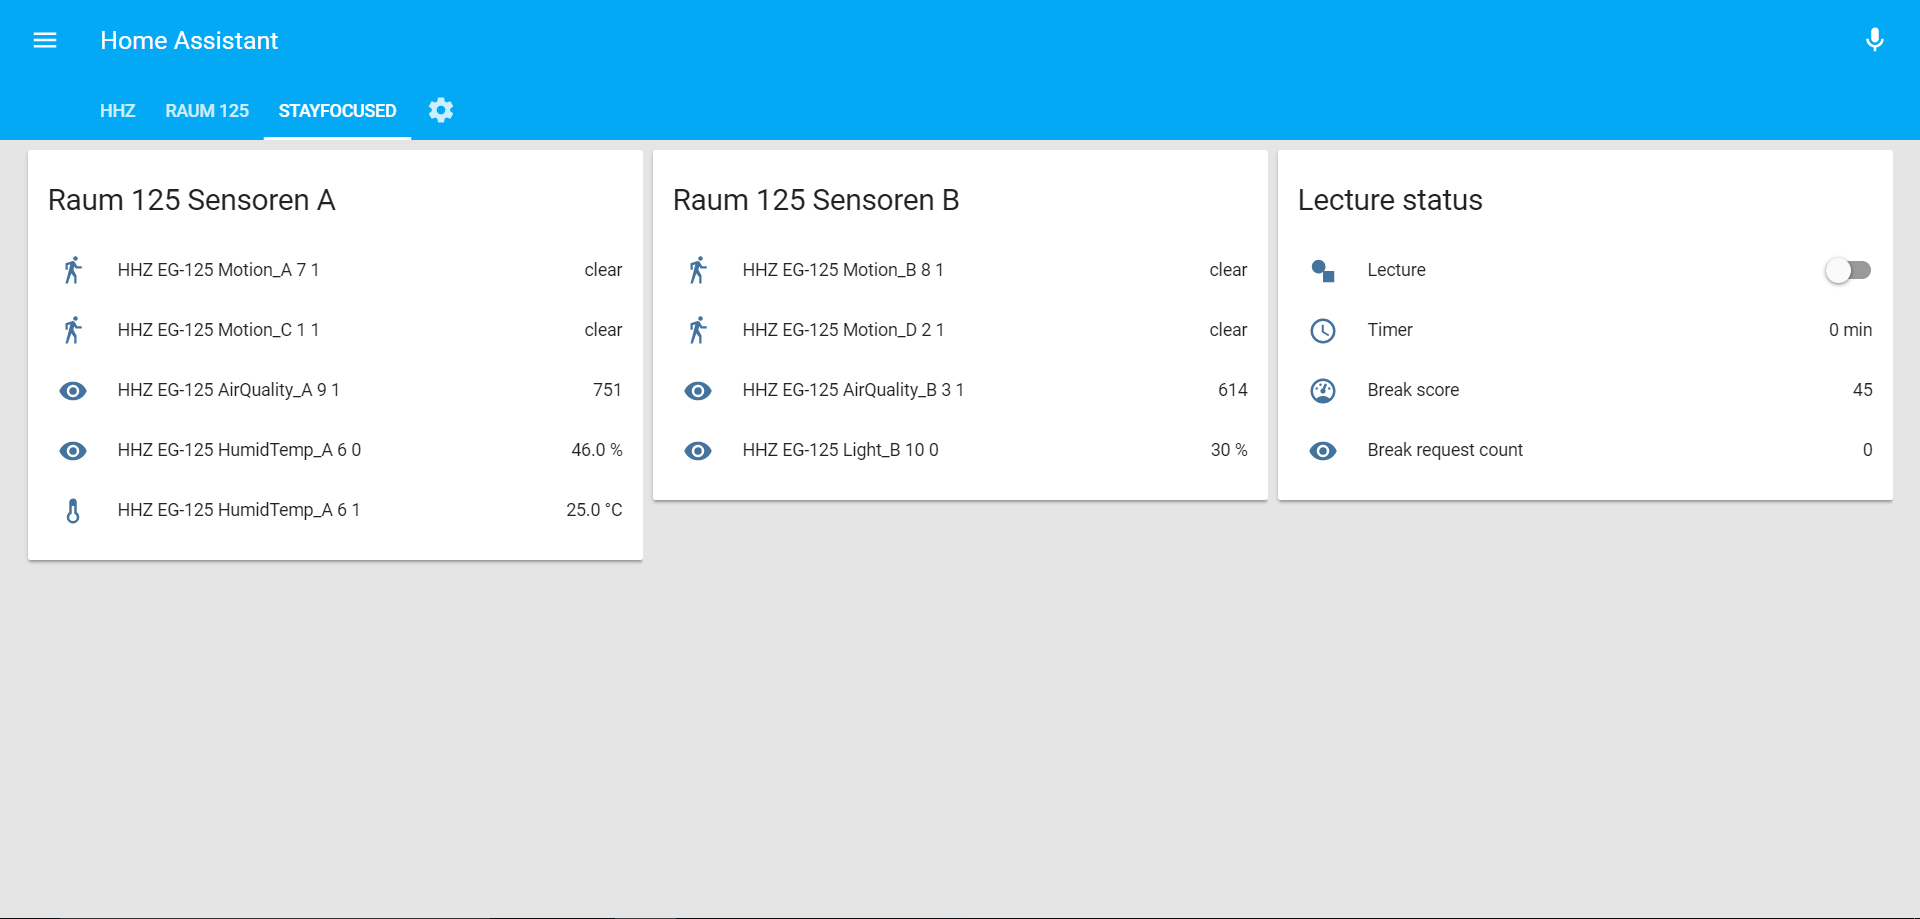 Home Assistant
HHZ RAUM 125 STAYFOCUSED
Raum 125 Sensoren A
HHZ EG-125 Motion_A 7 1 clear
HHZ EG-125 Motion_C 1 1 clear
HHZ EG-125 AirQuality_A 9 1 751
HHZ EG-125 HumidTemp_A 6 0 46.0 %
HHZ EG-125 HumidTemp_A 6 1 25.0 °C
Raum 125 Sensoren B
HHZ EG-125 Motion_B 8 1 clear
HHZ EG-125 Motion_D 2 1 clear
HHZ EG-125 AirQuality_B 3 1 614
HHZ EG-125 Light_B 10 0 30 %
Lecture status
Lecture
Timer 0 min
Break score 45
Break request count 0